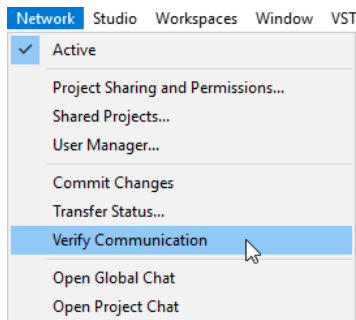 Network Studio Workspaces Window VST
Active
Project Sharing and Permissions...
Shared Projects...
User Manager...
Commit Changes
Transfer Status...
Verify Communication
Open Global Chat
Open Project Chat